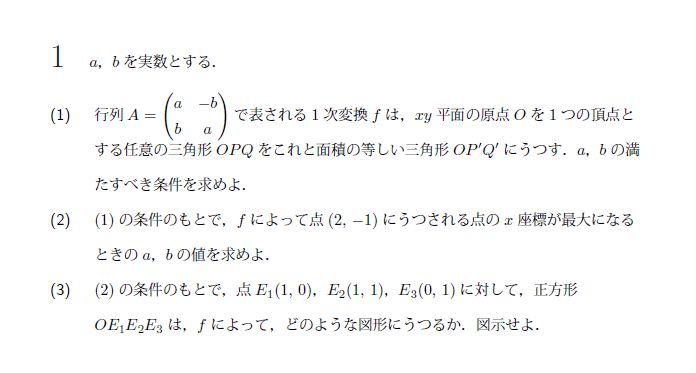 1 a，b を実数とする．
(1) 行列 A = \begin{pmatrix} a & -b \\ b & a \end{pmatrix} で表される 1 次変換 f は，xy 平面の原点 O を 1 つの頂点と
する任意の三角形 OPQ をこれと面積の等しい三角形 OP′Q′ にうつす．a，b の満
たすべき条件を求めよ．
(2) (1) の条件のもとで，f によって点 (2, −1) にうつされる点の x 座標が最大になる
ときの a，b の値を求めよ．
(3) (2) の条件のもとで，点 E₁(1, 0)，E₂(1, 1)，E₃(0, 1) に対して，正方形
OE₁E₂E₃ は，f によって，どのような図形にうつるか．図示せよ．